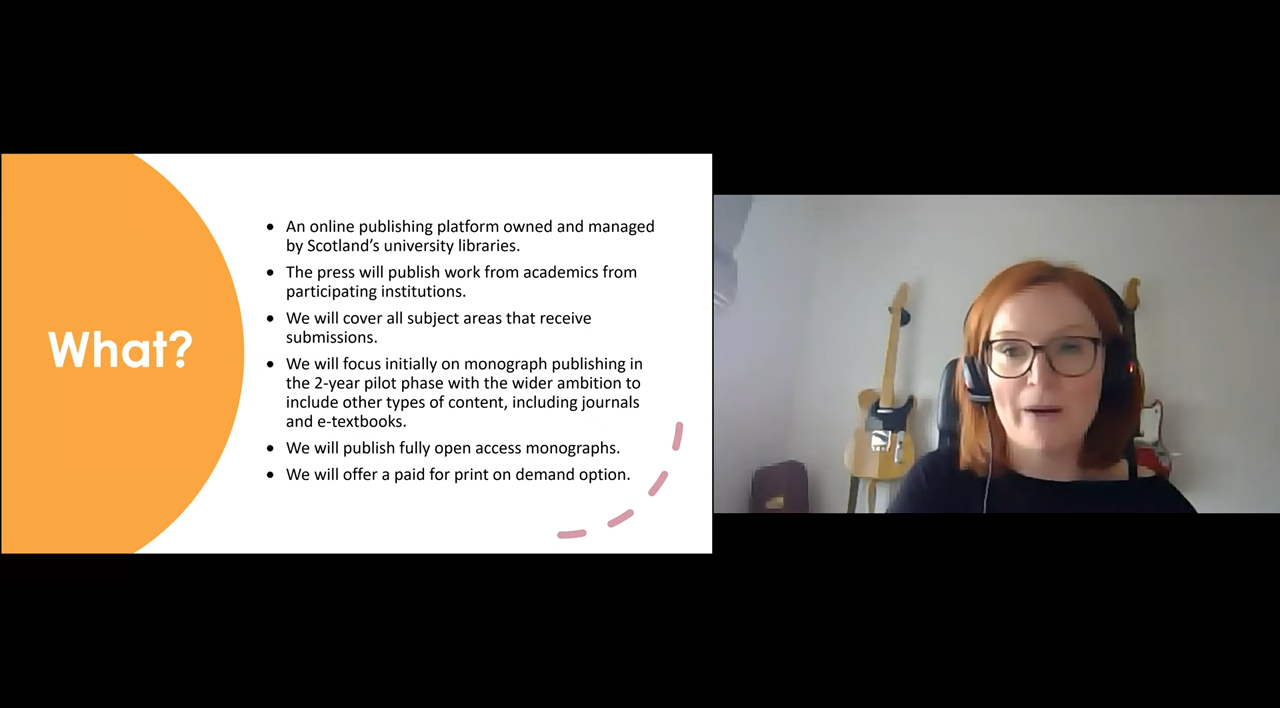 What?
• An online publishing platform owned and managed
by Scotland’s university libraries.
• The press will publish work from academics from
participating institutions.
• We will cover all subject areas that receive
submissions.
• We will focus initially on monograph publishing in
the 2-year pilot phase with the wider ambition to
include other types of content, including journals
and e-textbooks.
• We will publish fully open access monographs.
• We will offer a paid for print on demand option.